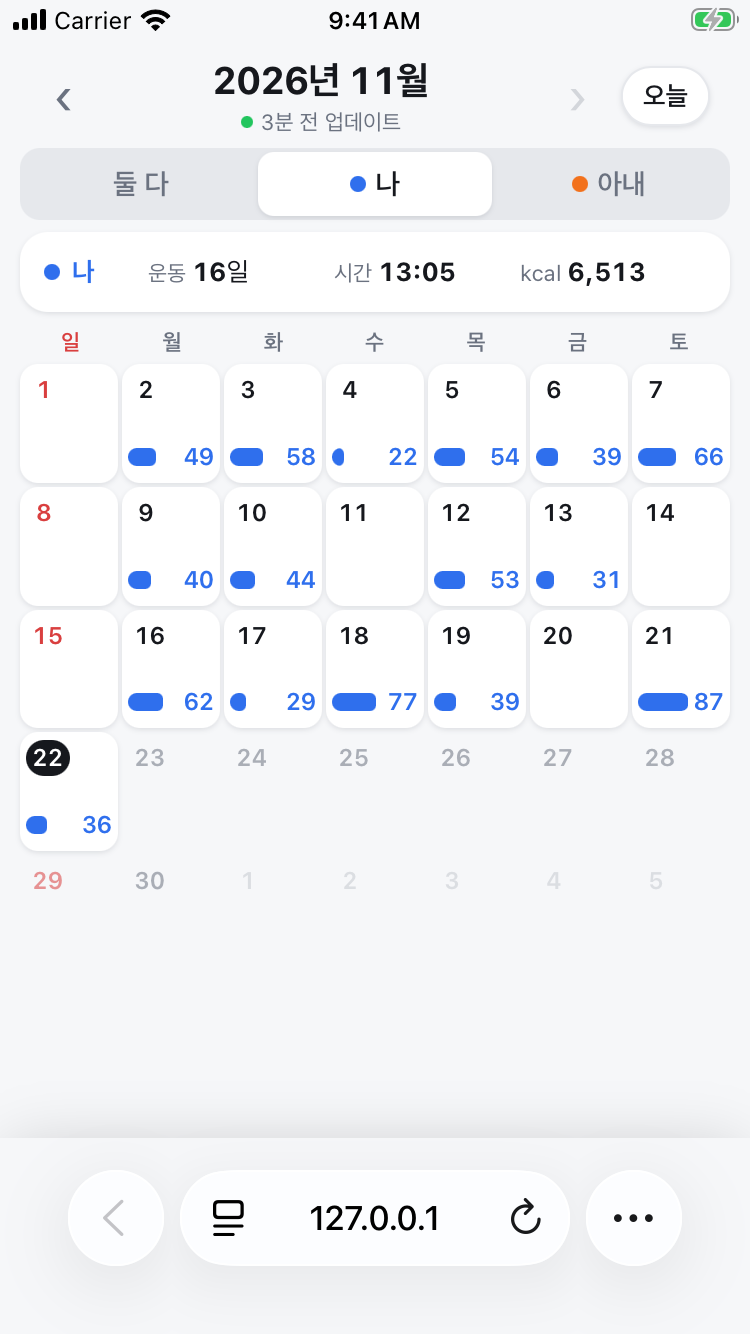 Carrier 9:41 AM
2026년 11월
3분 전 업데이트
오늘
둘 다 나 아내
나 운동 16일 시간 13:05 kcal 6,513
일 월 화 수 목 금 토
1 2 3 4 5 6 7
49 58 22 54 39 66
8 9 10 11 12 13 14
40 44 53 31
15 16 17 18 19 20 21
62 29 77 39 87
22 23 24 25 26 27 28
36
29 30 1 2 3 4 5
127.0.0.1